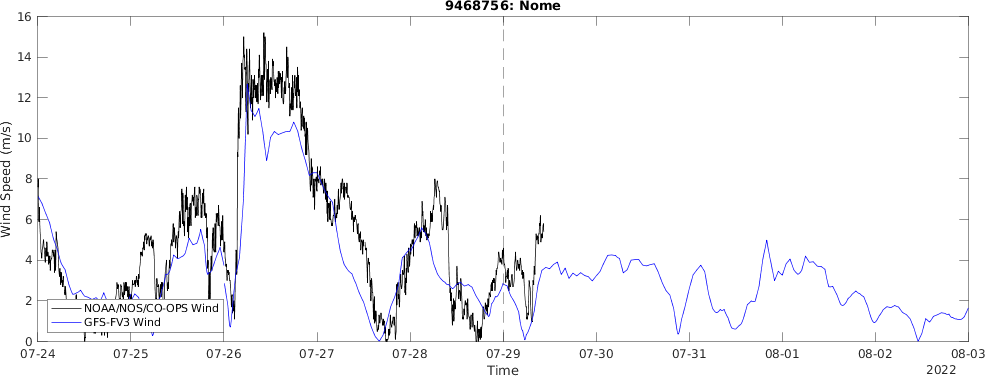 9468756: Nome
16
14
12
10
8
6
4
2
0
Wind Speed (m/s)
NOAA/NOS/CO-OPS Wind
GFS-FV3 Wind
07-24 07-25 07-26 07-27 07-28 07-29 07-30 07-31 08-01 08-02 08-03
Time
2022